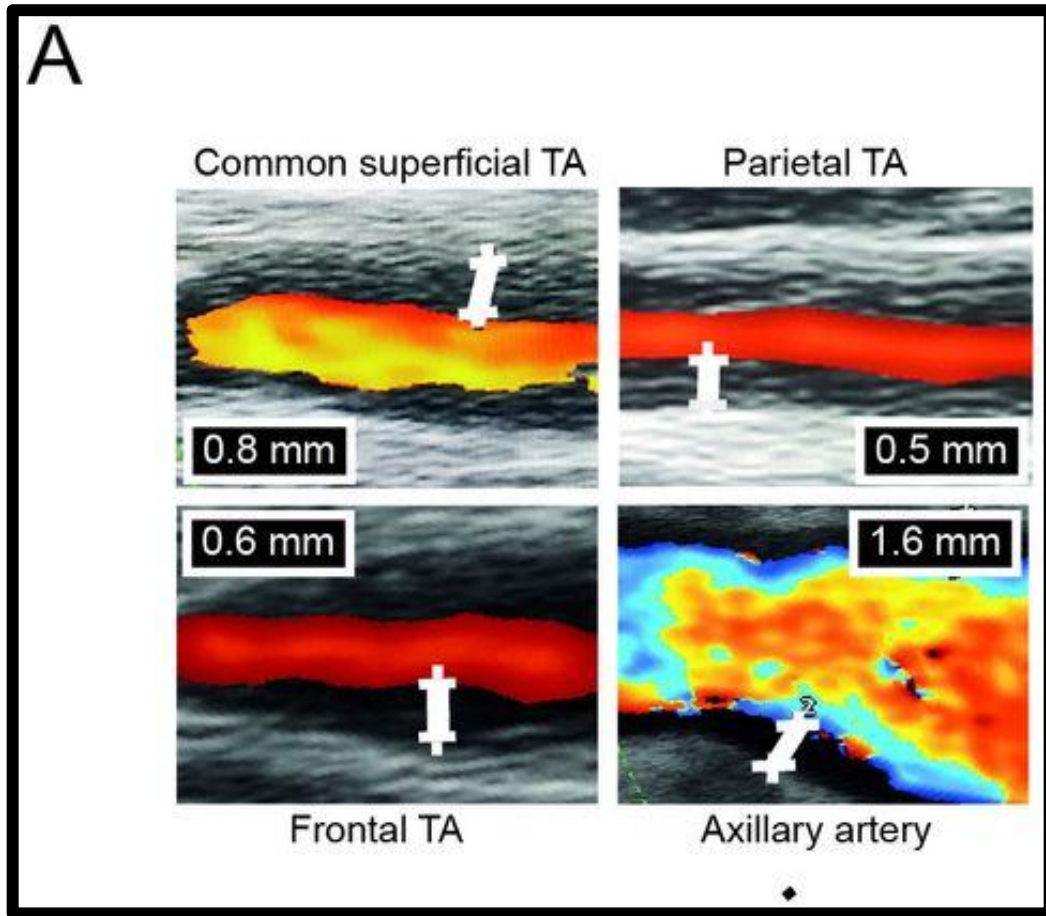 A
Common superficial TA
Parietal TA
0.8 mm
0.5 mm
0.6 mm
1.6 mm
2
Frontal TA
Axillary artery